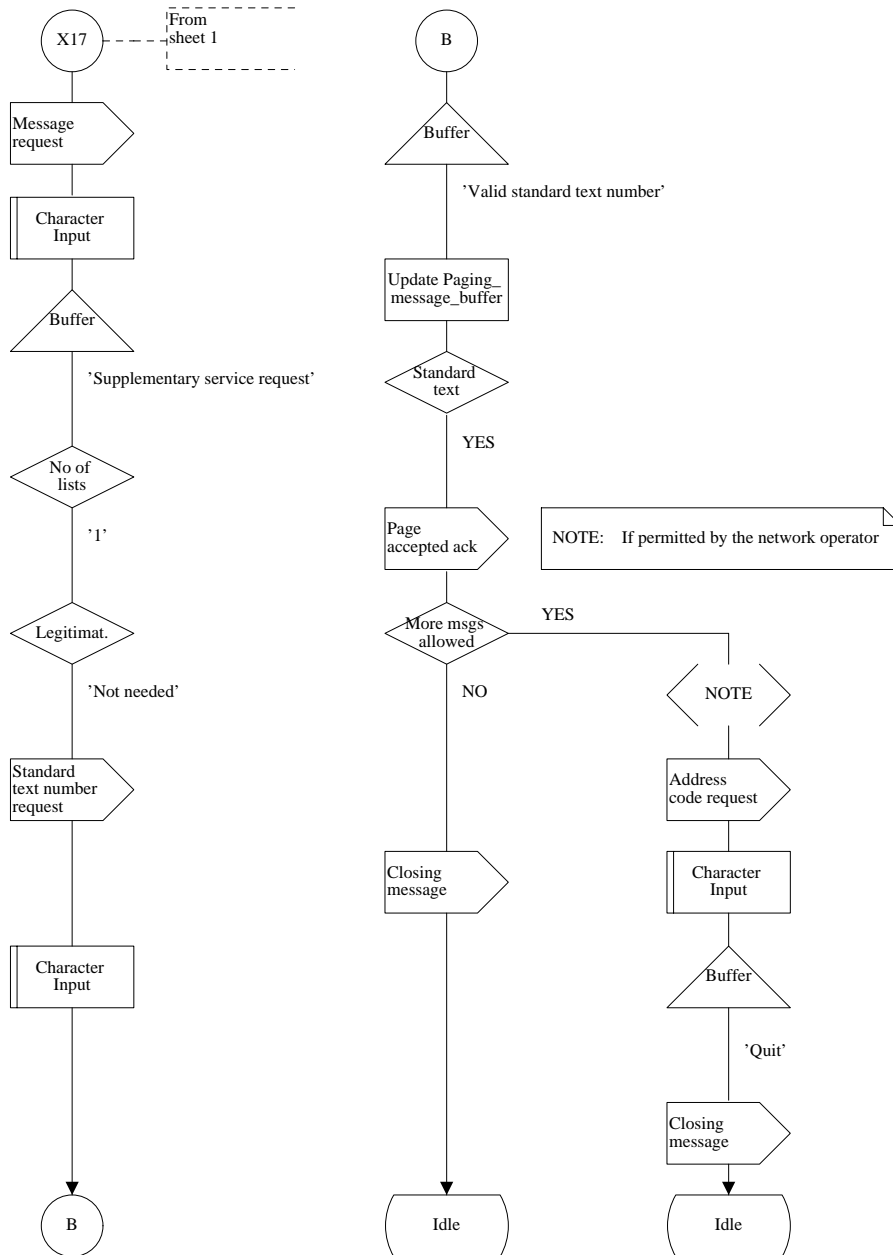 X17
From
sheet 1
Message
request
Character
Input
Buffer
’Supplementary service request’
No of
lists
’1’
Legitimat.
’Not needed’
Standard
text number
request
Character
Input
B
B
Buffer
’Valid standard text number’
Update Paging_
message_buffer
Standard
text
YES
Page
accepted ack
NOTE: If permitted by the network operator
More msgs
allowed
YES
NO
NOTE
Address
code request
Closing
message
Character
Input
Buffer
’Quit’
Closing
message
Idle
Idle